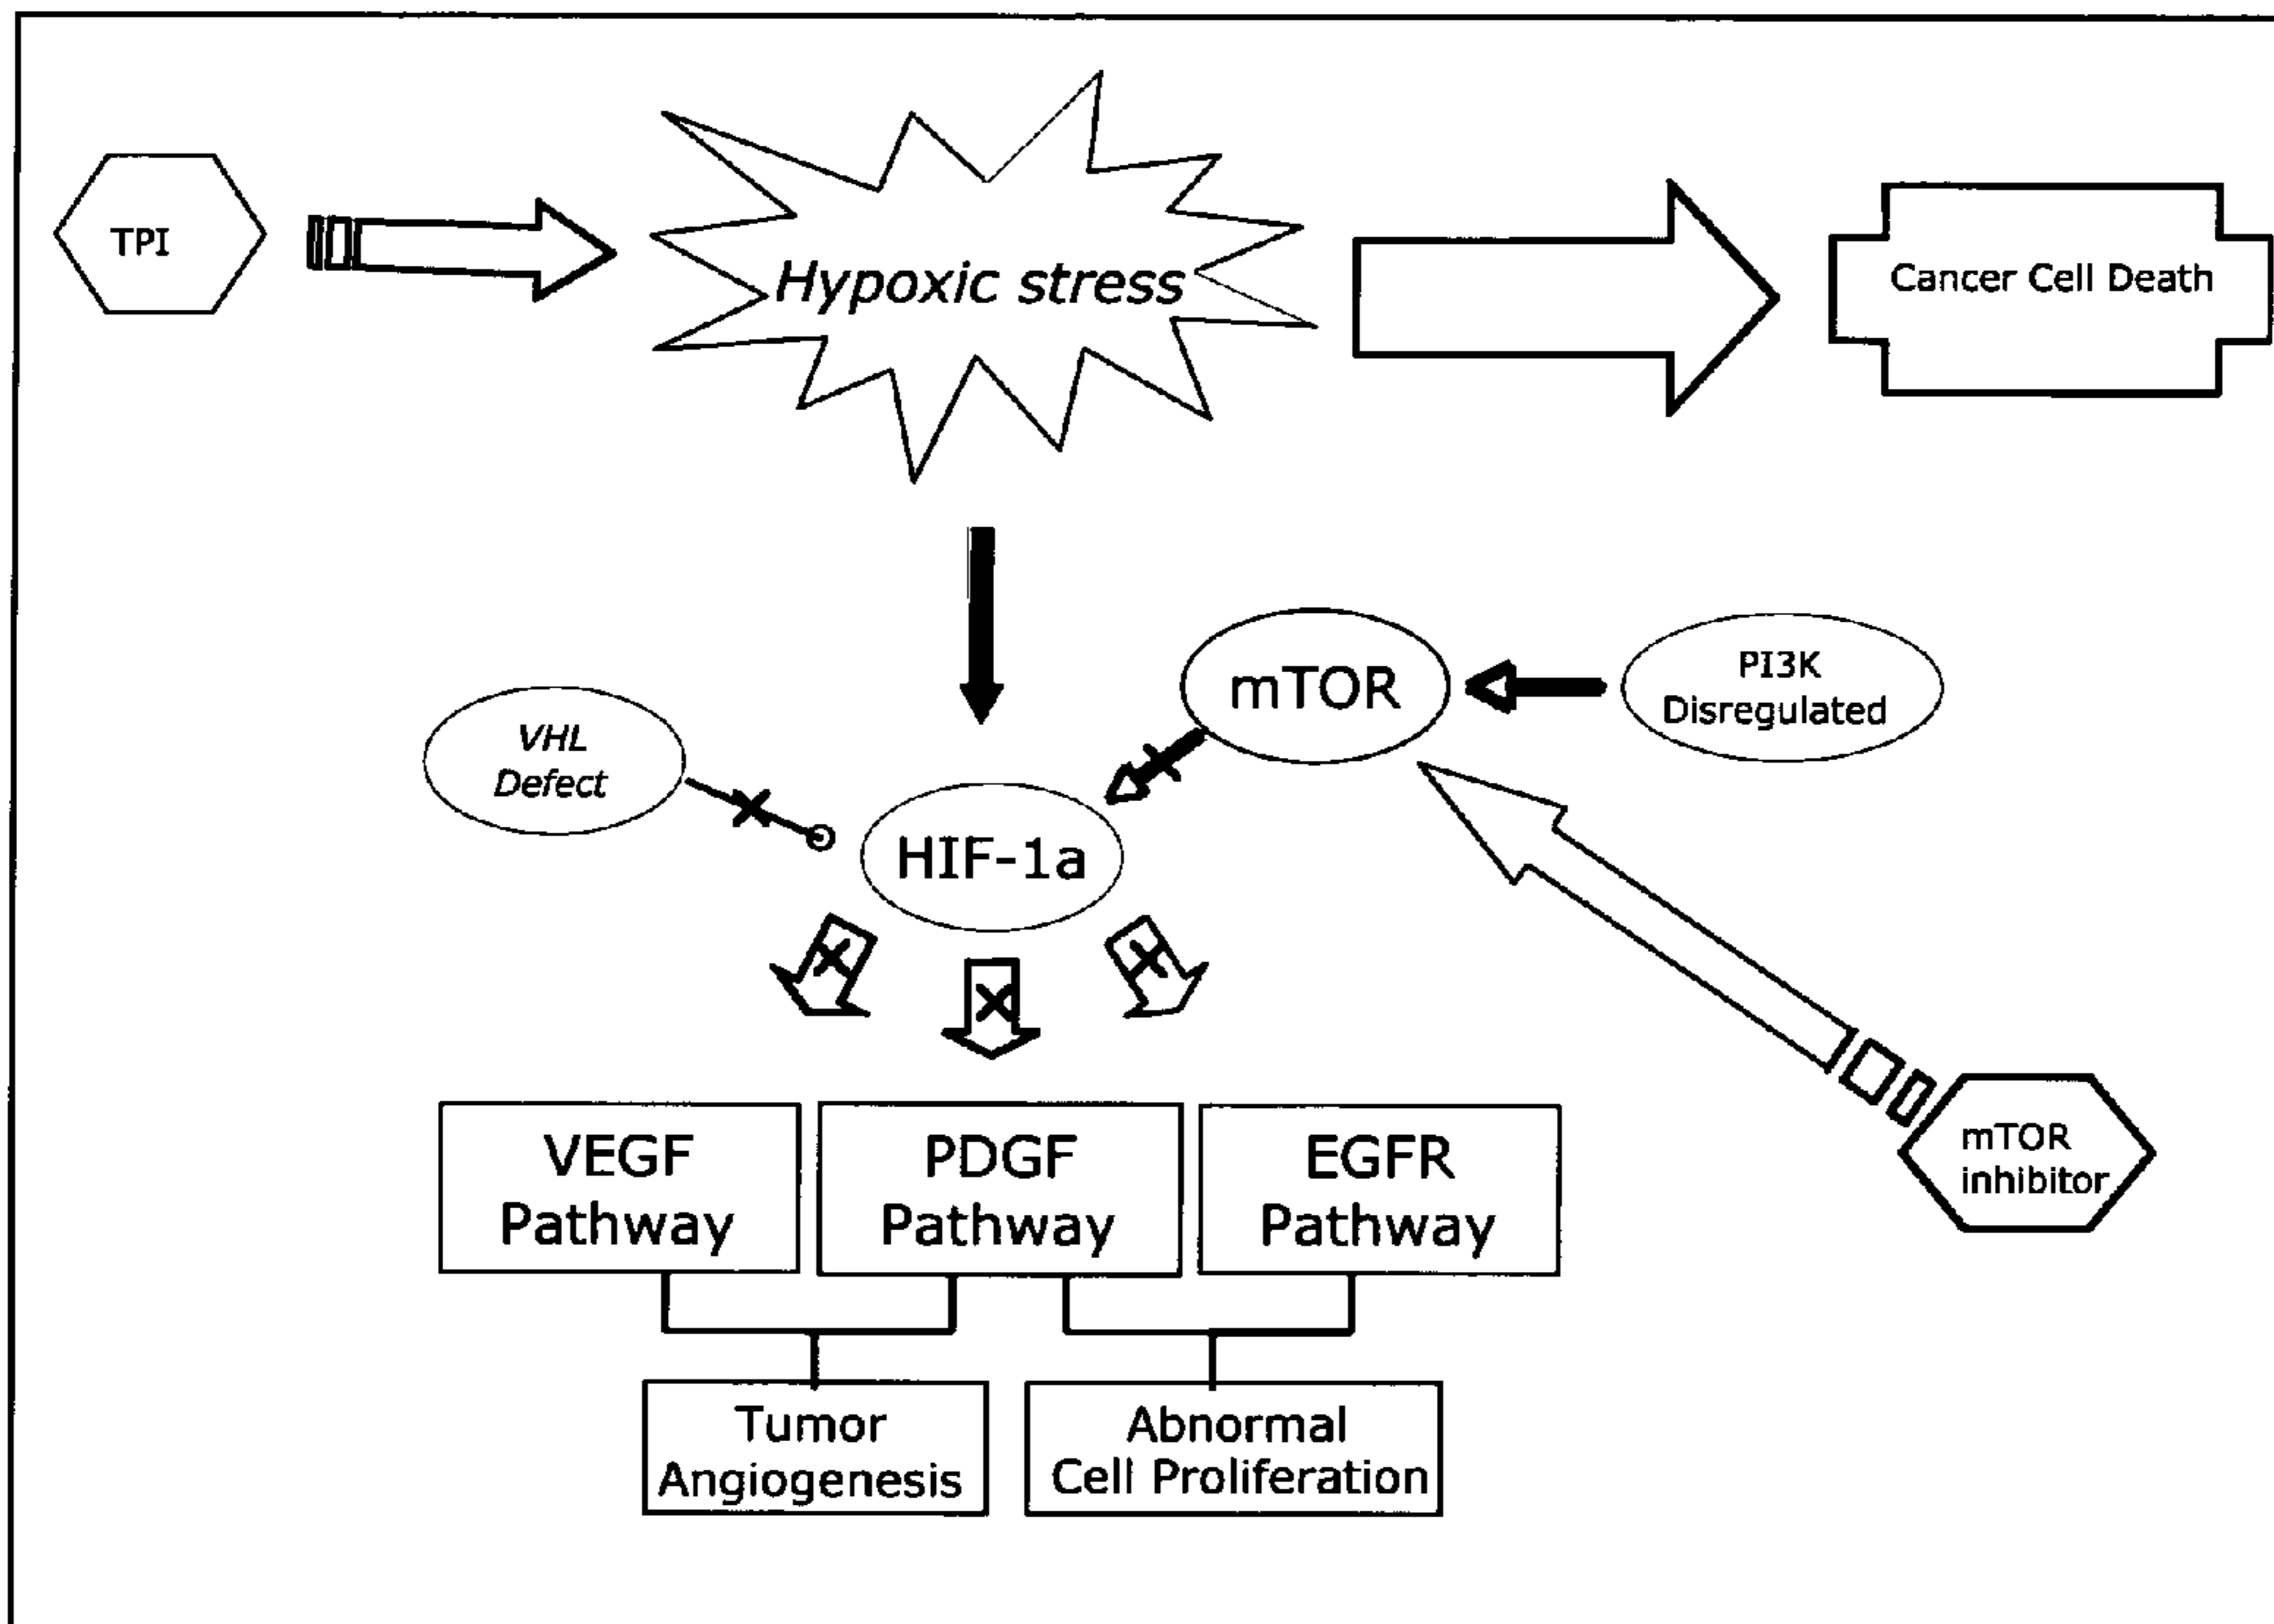 TPI
Hypoxic stress
Cancer Cell Death
mTOR
PI3K
Disregulated
VHL
Defect
HIF-1a
VEGF
Pathway
PDGF
Pathway
EGFR
Pathway
mTOR
inhibitor
Tumor
Angiogenesis
Abnormal
Cell Proliferation